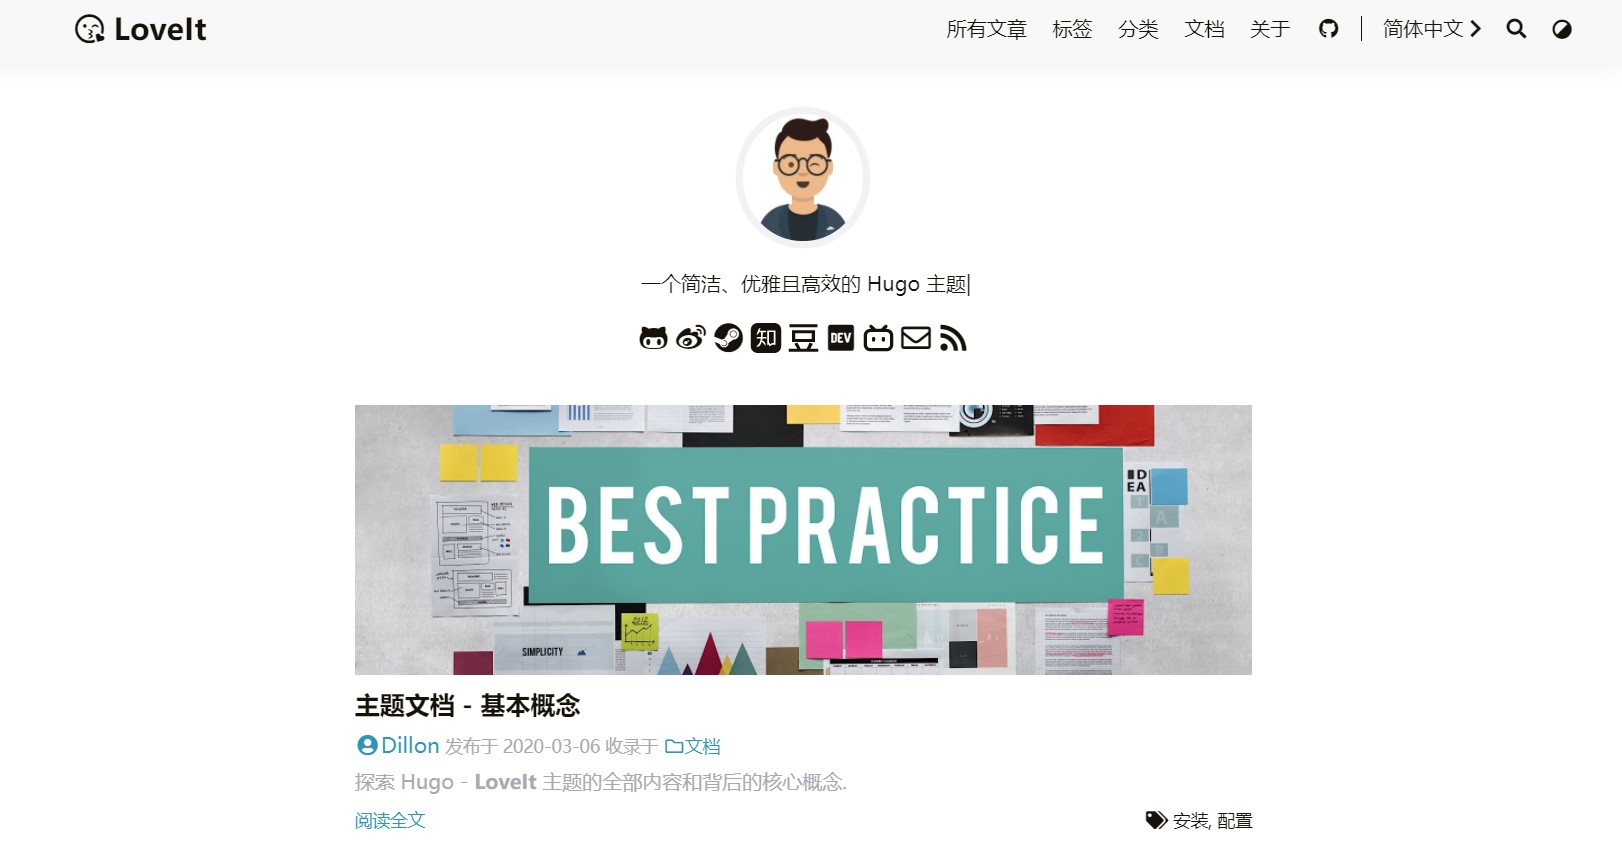 LoveIt 所有文章 标签 分类 文档 关于 简体中文
一个简洁、优雅且高效的 Hugo 主题
知 豆 DEV
IDEA
BEST PRACTICE
1
A
2
B
C
2012
SIMPLICITY
主题文档 - 基本概念
Dillon 发布于 2020-03-06 收录于 文档
探索 Hugo - LoveIt 主题的全部内容和背后的核心概念.
阅读全文 安装, 配置